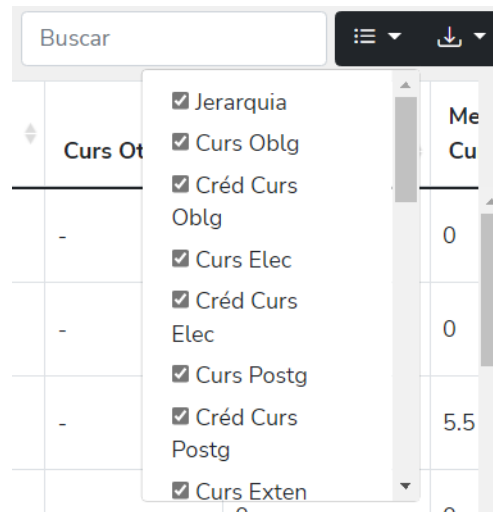 Buscar
Jerarquia
Curs Oblg
Créd Curs
Oblg
Curs Elec
Créd Curs
Elec
Curs Postg
Créd Curs
Postg
Curs Exten
Curs Ot
Me
Cu
-
0
-
0
-
5.5